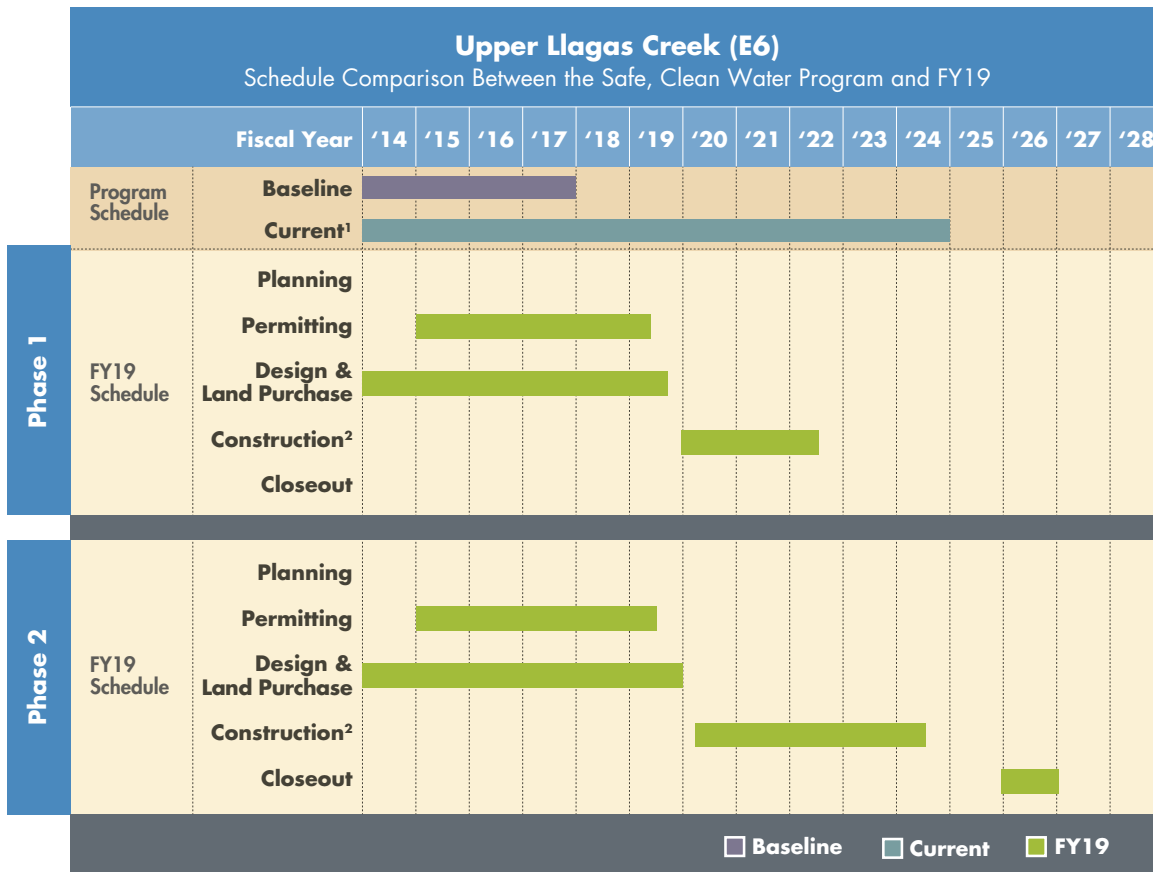 Upper Llagas Creek (E6)
Schedule Comparison Between the Safe, Clean Water Program and FY19
Fiscal Year ‘14 ‘15 ‘16 ‘17 ‘18 ‘19 ‘20 ‘21 ‘22 ‘23 ‘24 ‘25 ‘26 ‘27 ‘28
Program
Schedule
Baseline
Current¹
Phase 1
FY19
Schedule
Planning
Permitting
Design &
Land Purchase
Construction²
Closeout
Phase 2
FY19
Schedule
Planning
Permitting
Design &
Land Purchase
Construction²
Closeout
Baseline Current FY19